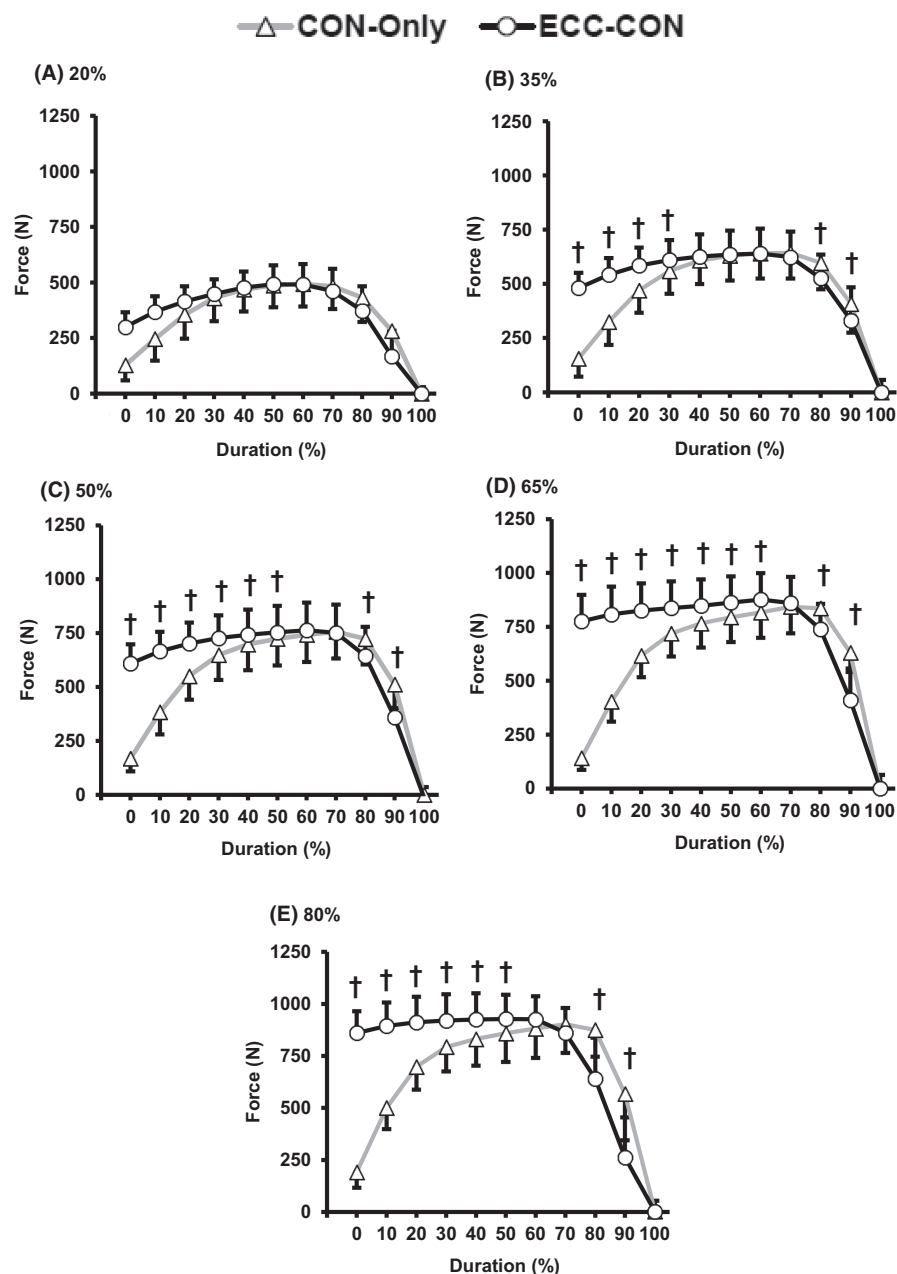 CON-Only ECC-CON
(A) 20%
1250
1000
750
500
250
0
Force (N)
0 10 20 30 40 50 60 70 80 90 100
Duration (%)
(B) 35%
1250
1000
750
500
250
0
Force (N)
† † † † † †
0 10 20 30 40 50 60 70 80 90 100
Duration (%)
(C) 50%
1250
1000
750
500
250
0
Force (N)
† † † † † † † †
0 10 20 30 40 50 60 70 80 90 100
Duration (%)
(D) 65%
1250
1000
750
500
250
0
Force (N)
† † † † † † † † †
0 10 20 30 40 50 60 70 80 90 100
Duration (%)
(E) 80%
1250
1000
750
500
250
0
Force (N)
† † † † † † † †
0 10 20 30 40 50 60 70 80 90 100
Duration (%)